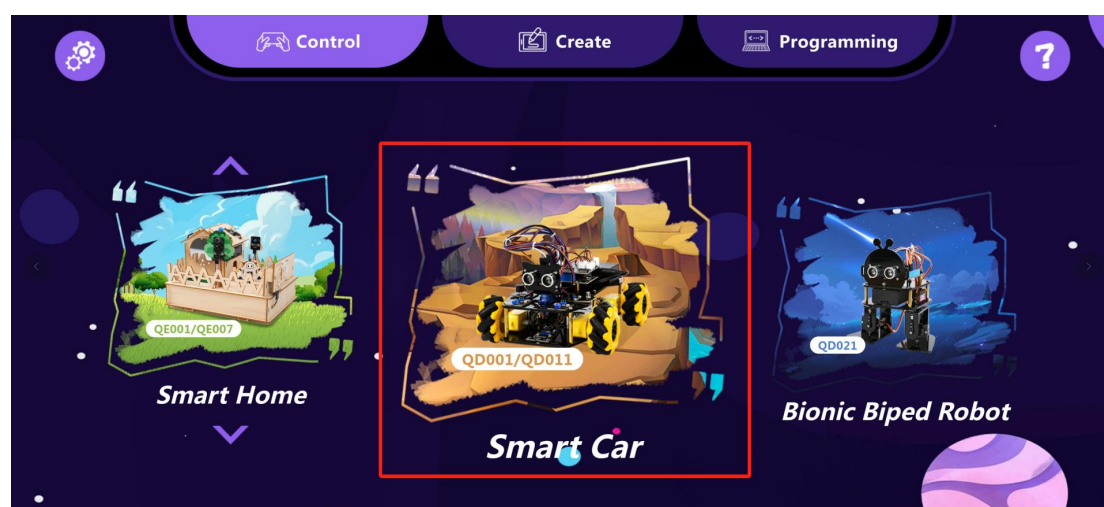 Control
Create
Programming
?
QE001/QE007
Smart Home
QD001/QD011
Smart Car
QD021
Bionic Biped Robot